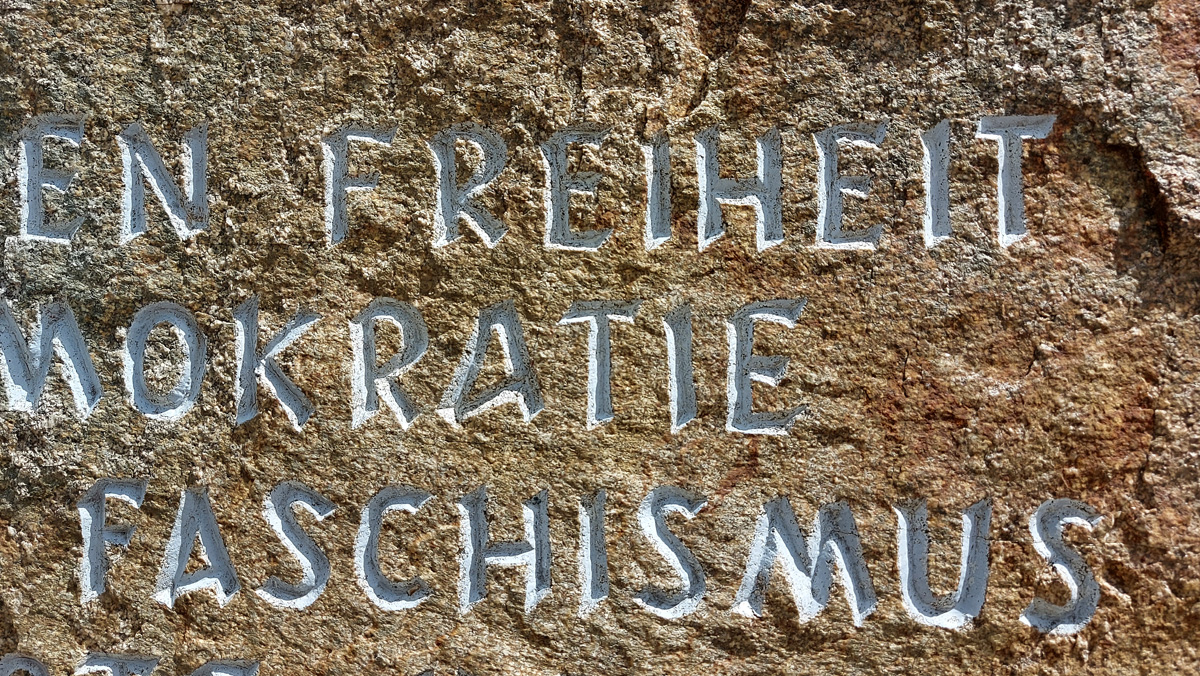 EN FREIHEIT
MOKRATIE
FASCHISMUS